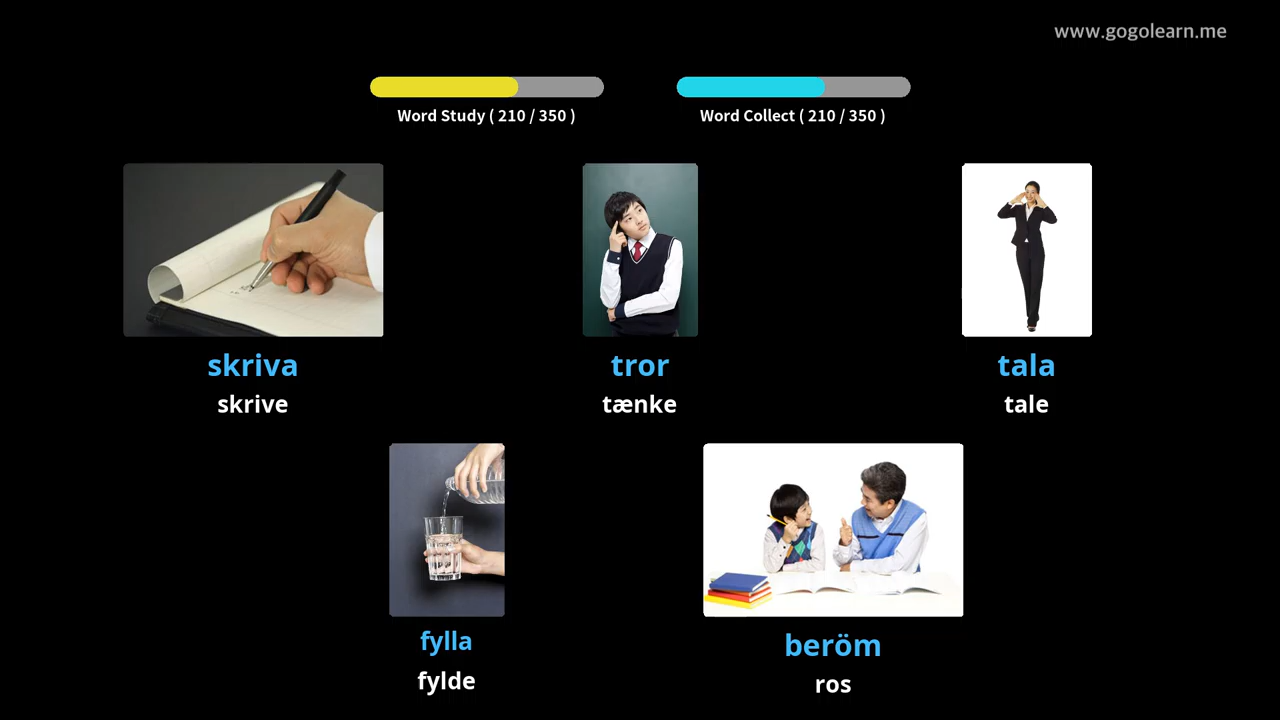 www.gogolearn.me
Word Study ( 210 / 350 )
Word Collect ( 210 / 350 )
skriva
skrive
tror
tænke
tala
tale
fylla
fylde
beröm
ros